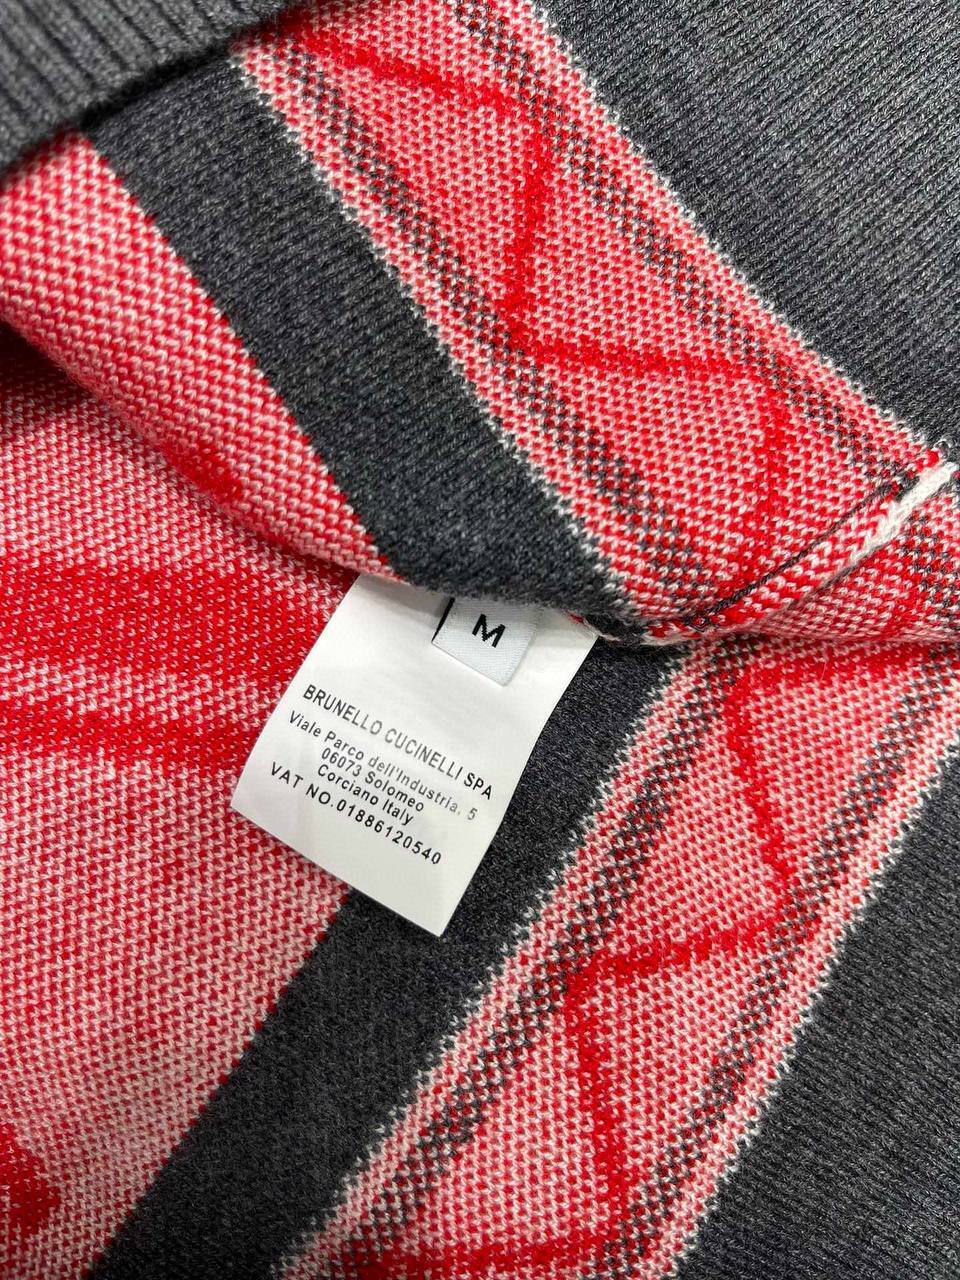 M
BRUNELLO CUCINELLI SPA
Viale Parco dell'Industria, 5
06073 Solomeo
Corciano Italy
VAT NO.01886120540